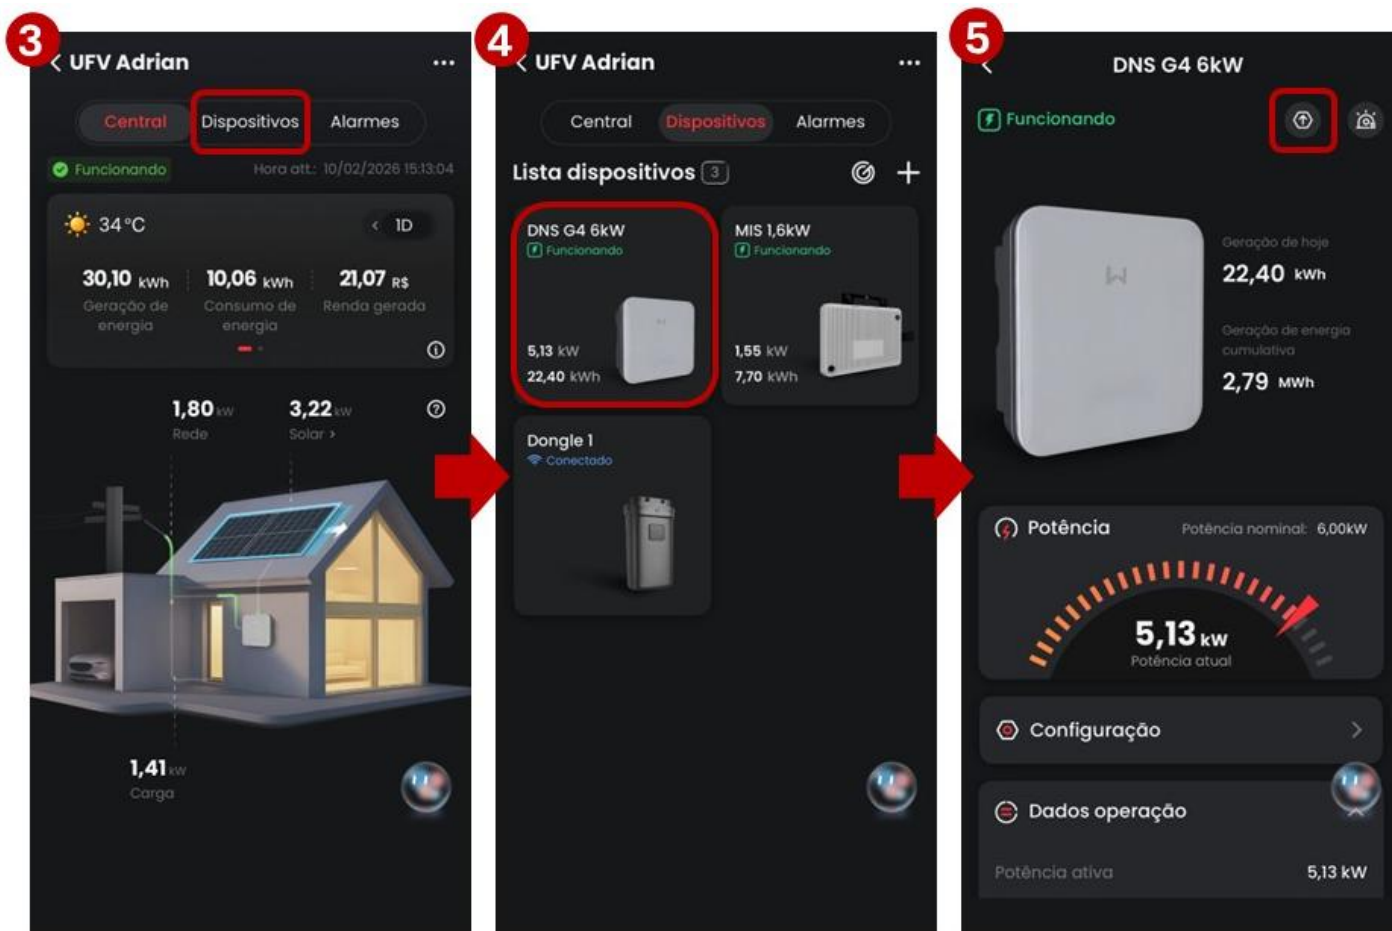 3
UFV Adrian
...
Central
Dispositivos
Alarmes
Funcionando
Hora att.: 10/02/2026 15:13:04
34°C
< 1D
30,10 kWh
10,06 kWh
21,07 R$
Geração de energia
Consumo de energia
Renda gerada
1,80 kW
3,22 kW
Rede
Solar >
1,41 kW
Carga
4
UFV Adrian
...
Central
Dispositivos
Alarmes
Lista dispositivos 3
DNS G4 6kW
Funcionando
5,13 kW
22,40 kWh
MIS 1,6kW
Funcionando
1,55 kW
7,70 kWh
Dongle 1
Conectado
5
DNS G4 6kW
Funcionando
Geração de hoje
22,40 kWh
Geração de energia
cumulativa
2,79 MWh
Potência
Potência nominal: 6,00kW
5,13 kW
Potência atual
Configuração
Dados operação
Potência ativa
5,13 kW